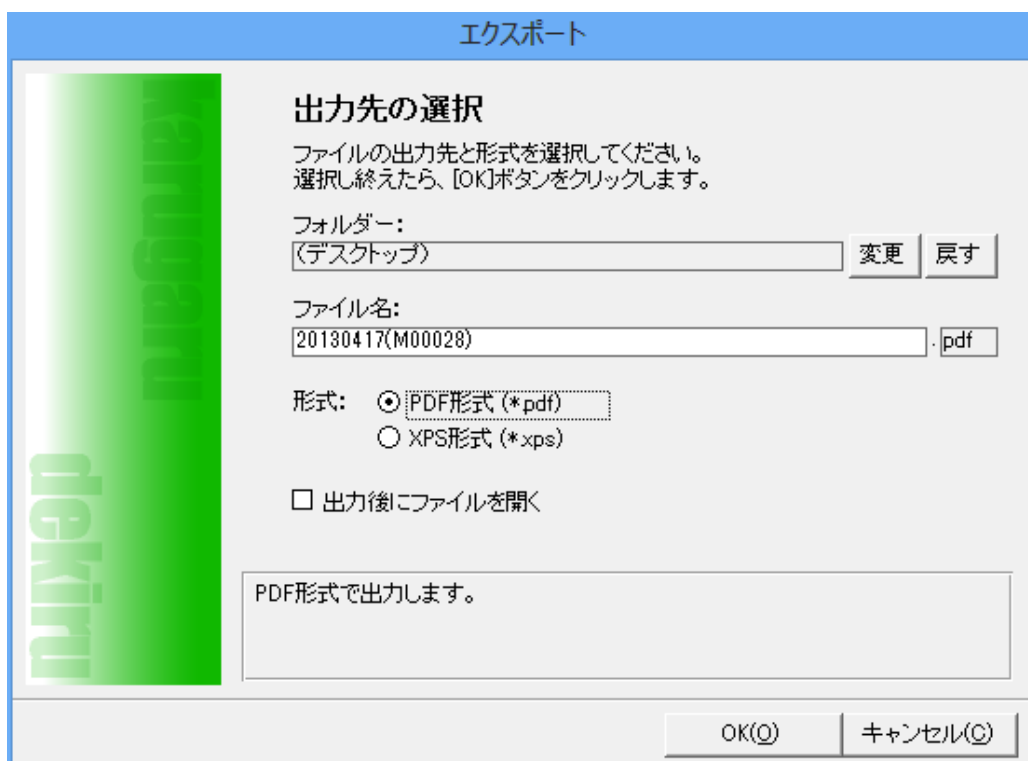 エクスポート
karugaru
dekiru
出力先の選択
ファイルの出力先と形式を選択してください。
選択し終えたら、[OK]ボタンをクリックします。
フォルダー:
(デスクトップ) 変更 戻す
ファイル名:
20130417(M00028) . pdf
形式: PDF形式 (*.pdf)
XPS形式 (*.xps)
出力後にファイルを開く
PDF形式で出力します。
OK(O) キャンセル(C)